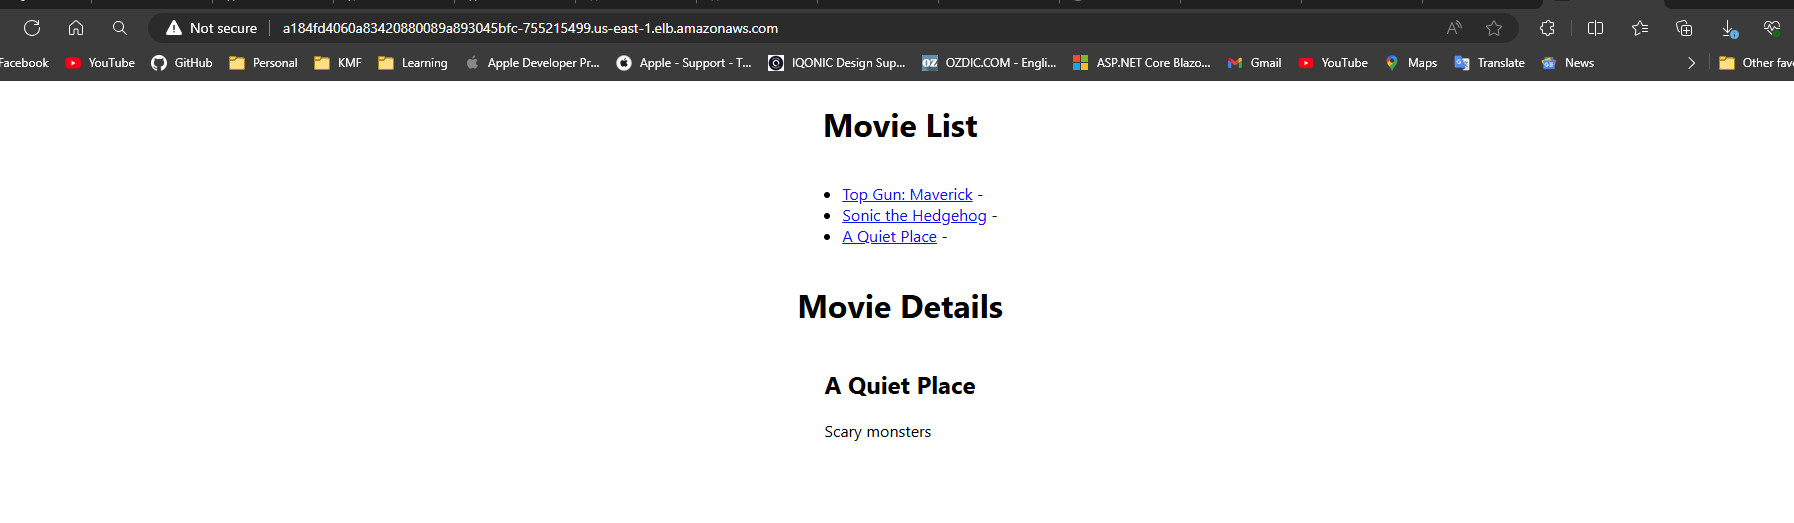 Not secure a184fd4060a83420880089a893045bfc-755215499.us-east-1.elb.amazonaws.com
Facebook YouTube GitHub Personal KMF Learning Apple Developer Pr... Apple - Support - T... IQONIC Design Sup... OZ OZDIC.COM - Engli... ASP.NET Core Blazo... Gmail YouTube Maps Translate News Other fav
Movie List
Top Gun: Maverick -
Sonic the Hedgehog -
A Quiet Place -
Movie Details
A Quiet Place
Scary monsters